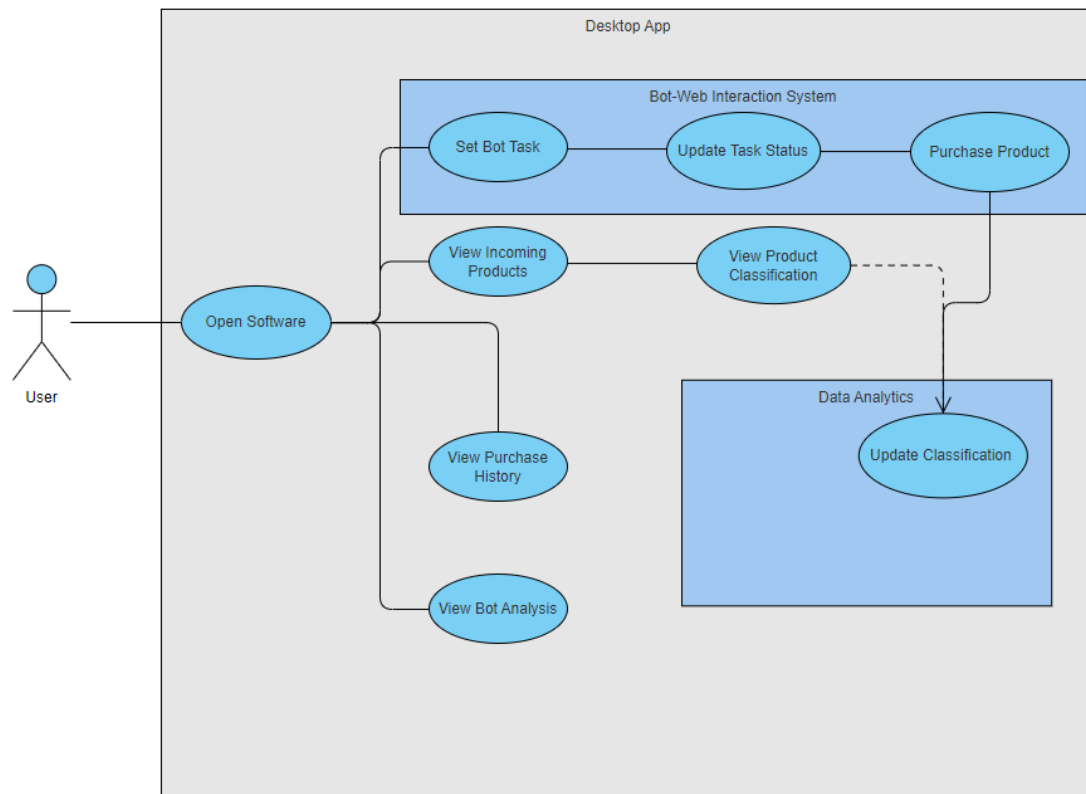 Desktop App
Bot-Web Interaction System
Set Bot Task
Update Task Status
Purchase Product
View Incoming
Products
View Product
Classification
Open Software
User
Data Analytics
View Purchase
History
Update Classification
View Bot Analysis